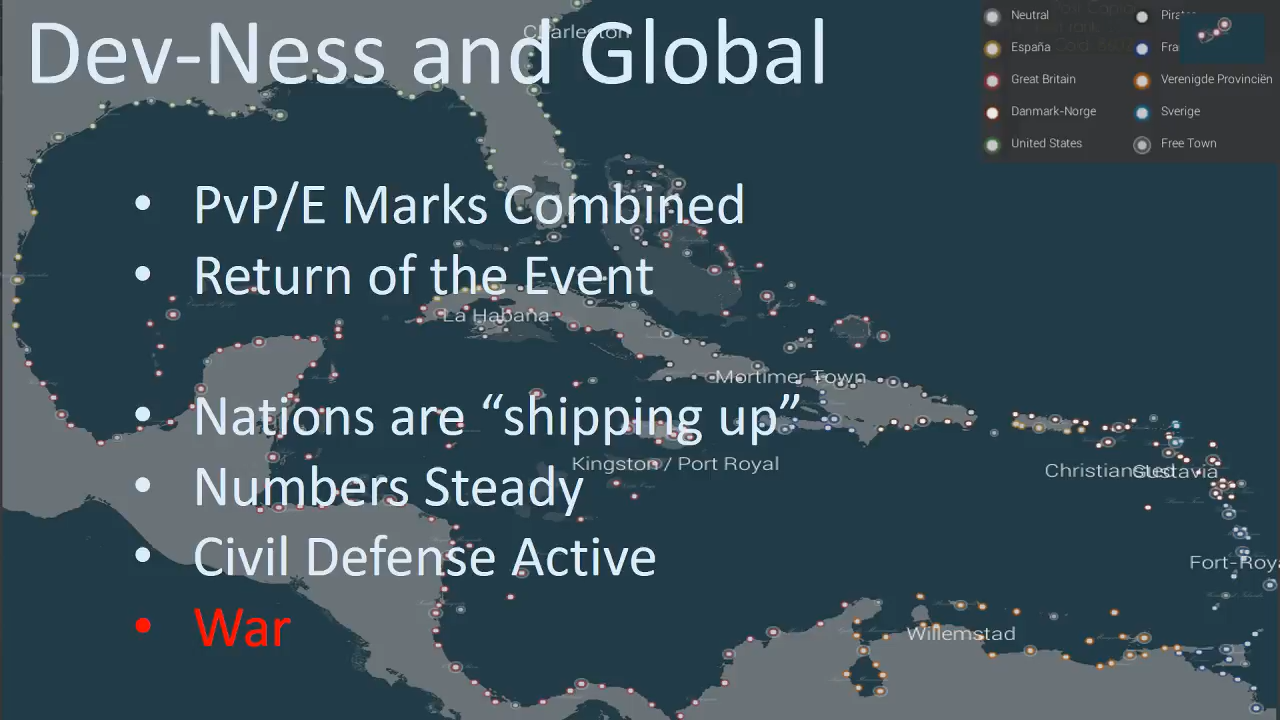 Dev-Ness and Global
Charleston
Neutral
España
Great Britain
Danmark-Norge
United States
Verenigde Provinciën
Sverige
Free Town
• PvP/E Marks Combined
• Return of the Event
La Habana
Mortimer Town
• Nations are “shipping up”
Kingston / Port Royal
Christiansted
Gustavia
• Numbers Steady
• Civil Defense Active
Fort-Roya
• War
Willemstad